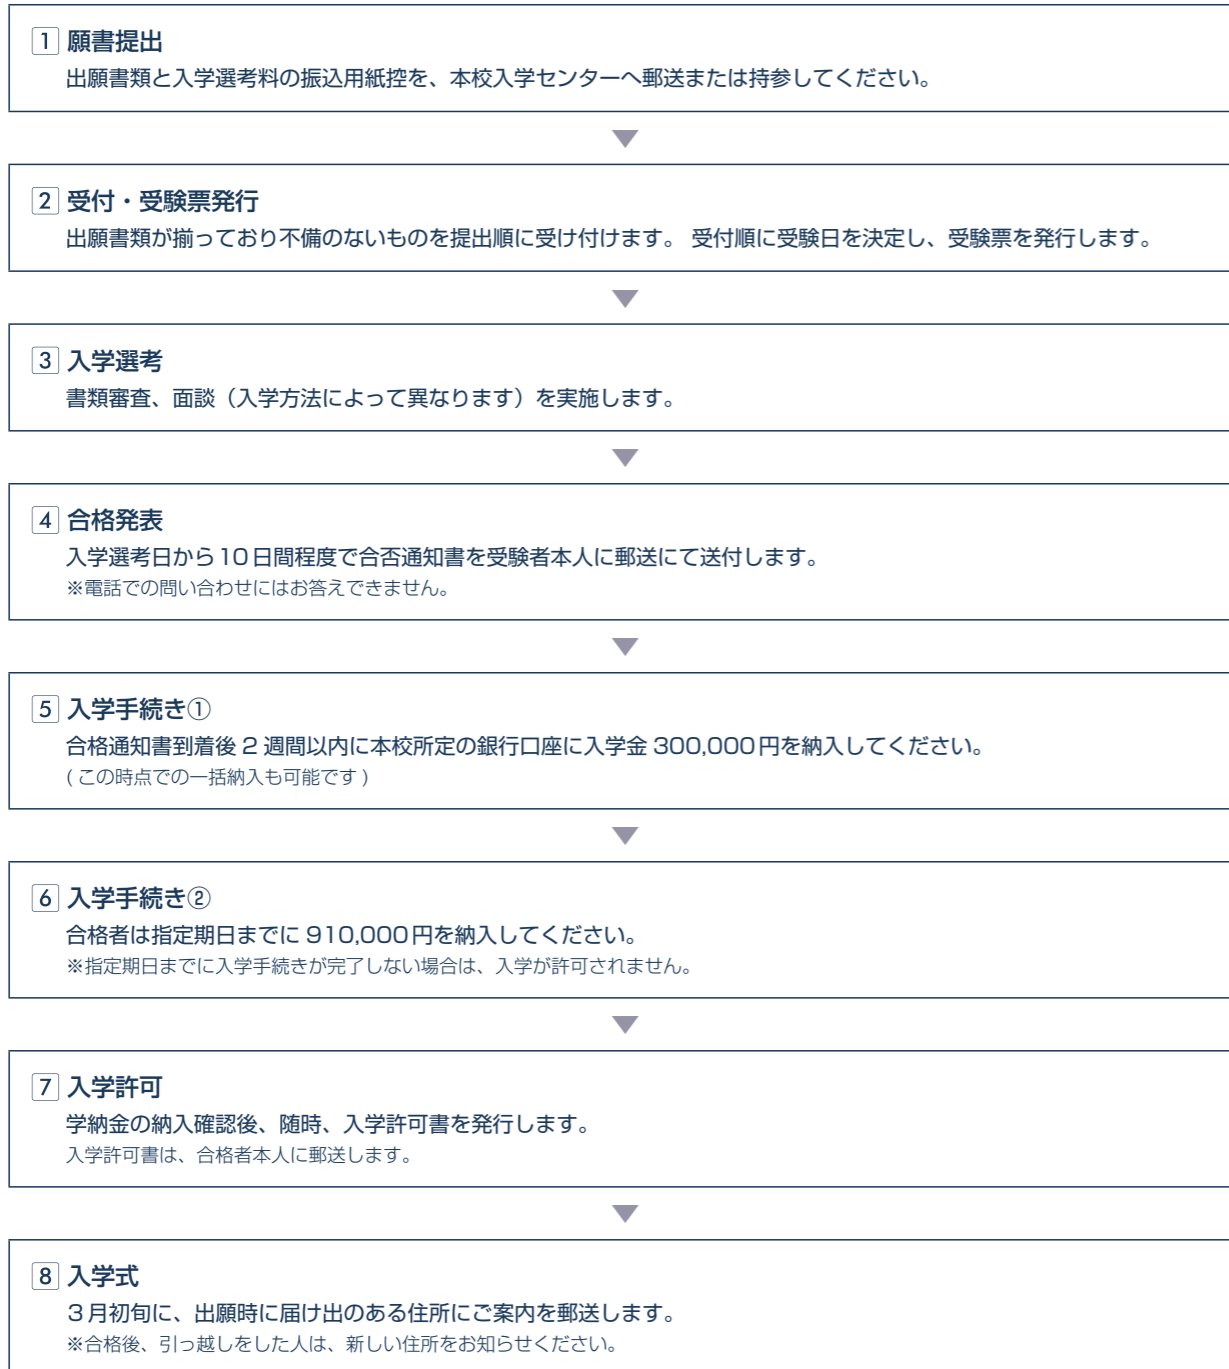 1 願書提出
出願書類と入学選考料の振込用紙控を、本校入学センターへ郵送または持参してください。
2 受付・受験票発行
出願書類が揃っており不備のないものを提出順に受け付けます。 受付順に受験日を決定し、受験票を発行します。
3 入学選考
書類審査、面談（入学方法によって異なります）を実施します。
4 合格発表
入学選考日から10日間程度で合否通知書を受験者本人に郵送にて送付します。
※電話での問い合わせにはお答えできません。
5 入学手続き①
合格通知書到着後 2 週間以内に本校所定の銀行口座に入学金 300,000円を納入してください。
( この時点での一括納入も可能です )
6 入学手続き②
合格者は指定期日までに 910,000円を納入してください。
※指定期日までに入学手続きが完了しない場合は、入学が許可されません。
7 入学許可
学納金の納入確認後、随時、入学許可書を発行します。
入学許可書は、合格者本人に郵送します。
8 入学式
3月初旬に、出願時に届け出のある住所にご案内を郵送します。
※合格後、引っ越しをした人は、新しい住所をお知らせください。